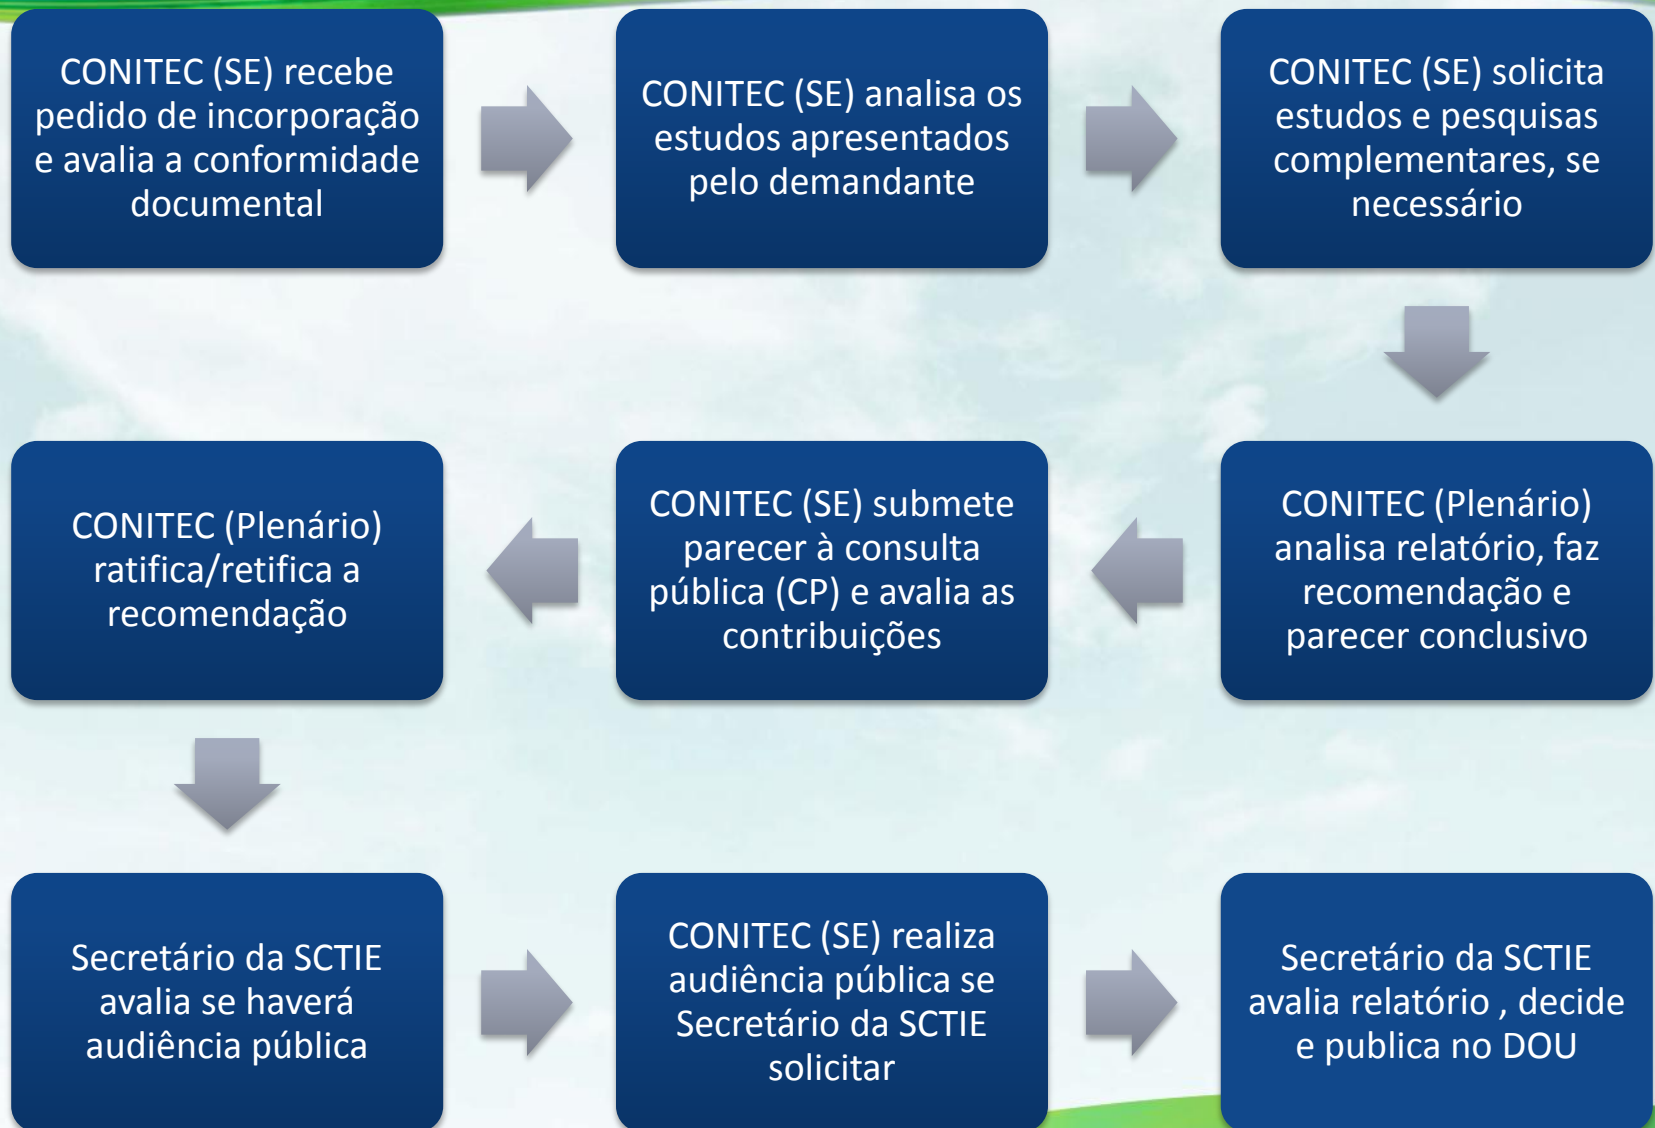 CONITEC (SE) recebe
pedido de incorporação
e avalia a conformidade
documental
CONITEC (SE) analisa os
estudos apresentados
pelo demandante
CONITEC (SE) solicita
estudos e pesquisas
complementares, se
necessário
CONITEC (Plenário)
analisa relatório, faz
recomendação e
parecer conclusivo
CONITEC (SE) submete
parecer à consulta
pública (CP) e avalia as
contribuições
CONITEC (Plenário)
ratifica/retifica a
recomendação
Secretário da SCTIE
avalia se haverá
audiência pública
CONITEC (SE) realiza
audiência pública se
Secretário da SCTIE
solicitar
Secretário da SCTIE
avalia relatório , decide
e publica no DOU